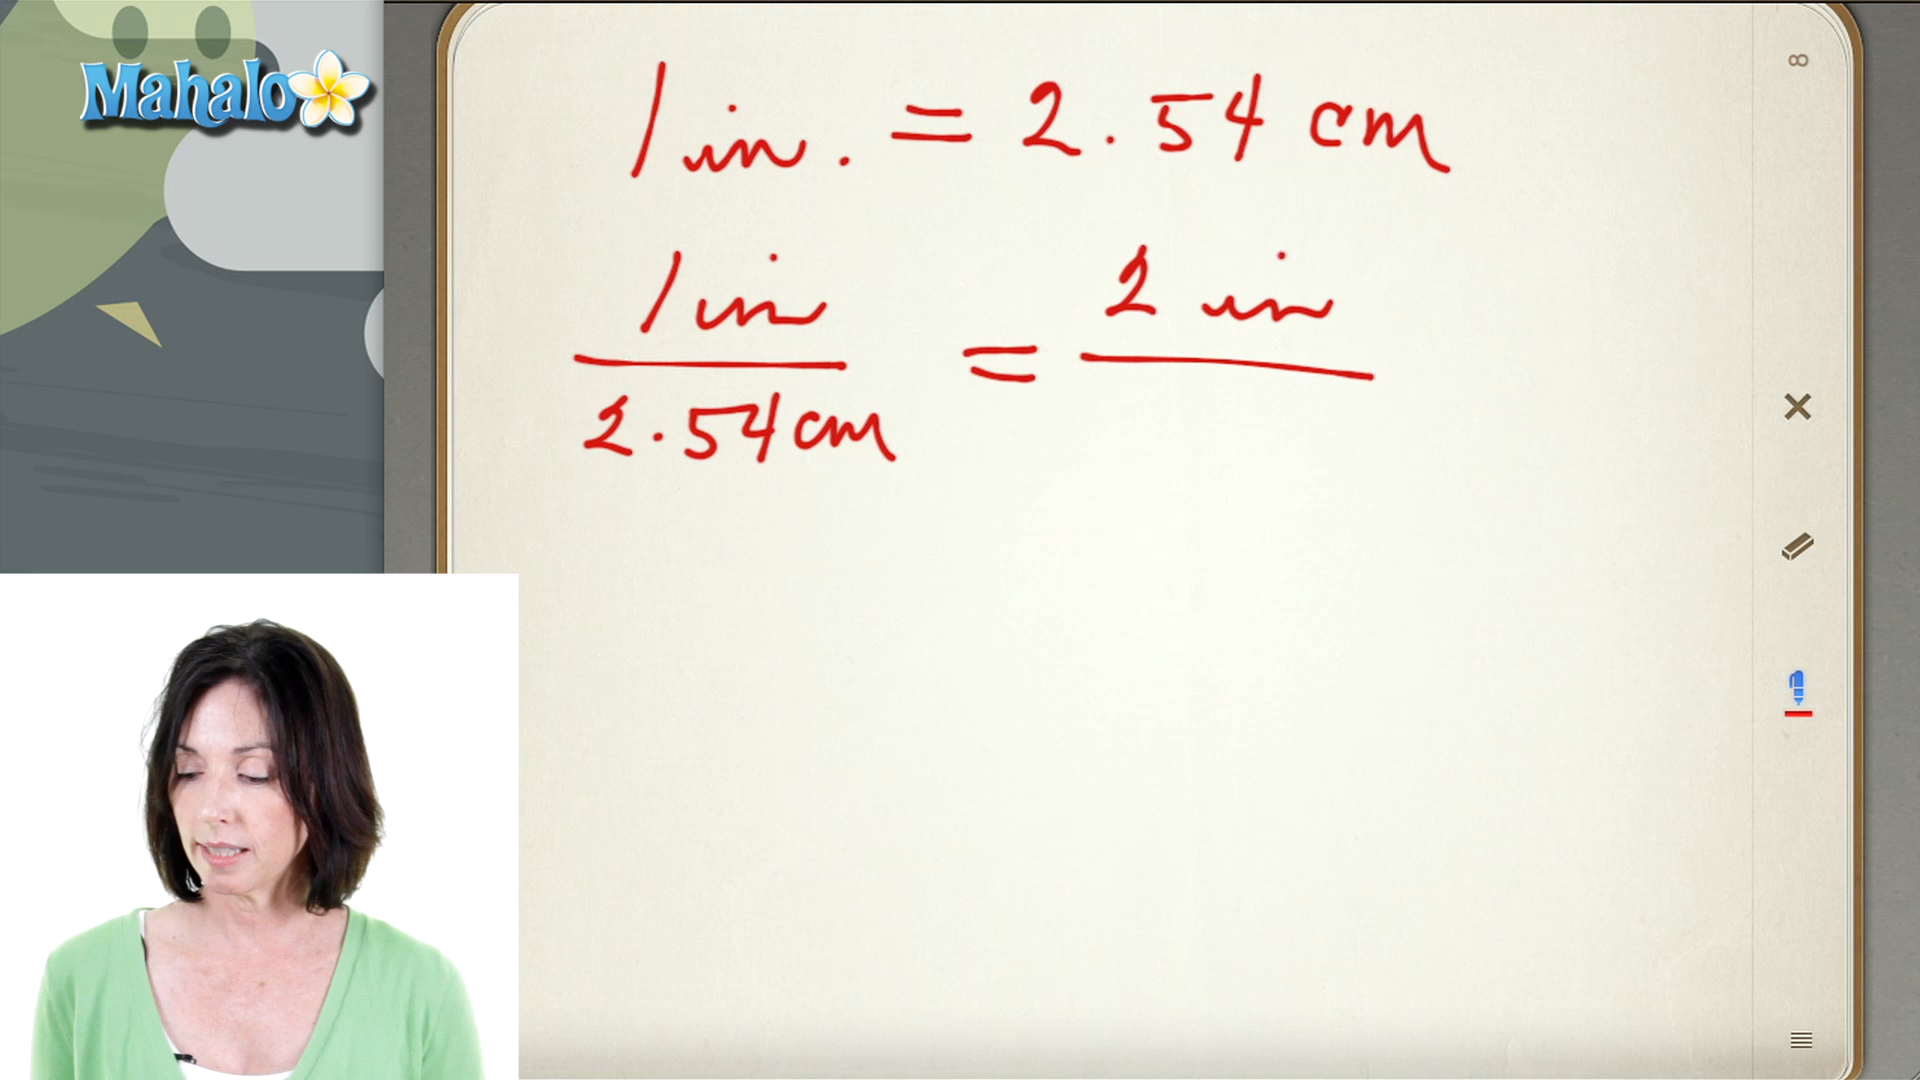 Mahalo
1 in. = 2.54 cm
1 in = 2 in
2.54 cm